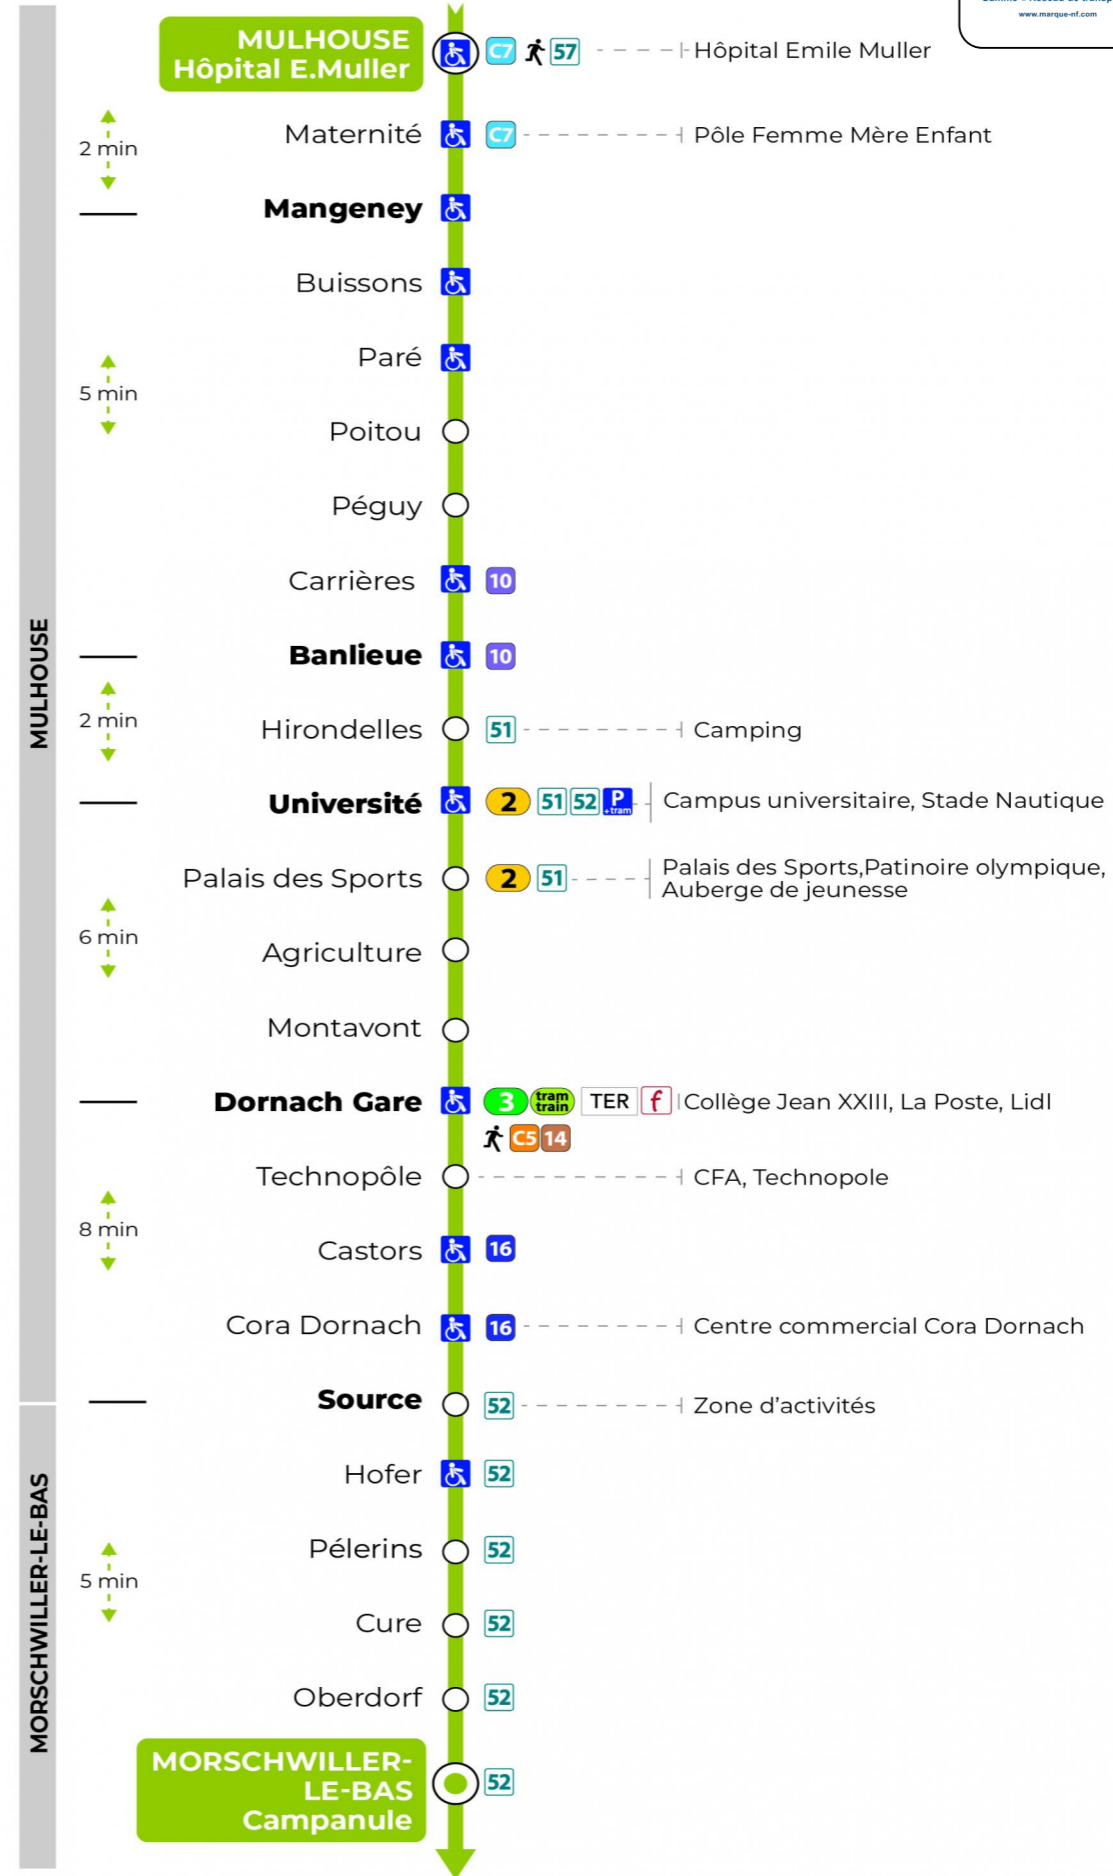 www.marque-nf.com
MULHOUSE
Hôpital E.Muller
C7 57 Hôpital Emile Muller
Maternité C7 Pôle Femme Mère Enfant
2 min
Mangeney
Buissons
Paré
5 min
Poitou
Péguy
Carrières 10
MULHOUSE
Banlieue 10
2 min
Hirondelles 51 Camping
Université 2 51 52 P +tram Campus universitaire, Stade Nautique
Palais des Sports 2 51 Palais des Sports,Patinoire olympique,
Auberge de jeunesse
6 min
Agriculture
Montavont
Dornach Gare 3 tram train TER f Collège Jean XXIII, La Poste, Lidl
C5 14
Technopôle CFA, Technopole
8 min
Castors 16
Cora Dornach 16 Centre commercial Cora Dornach
Source 52 Zone d’activités
MORSCHWILLER-LE-BAS
Hofer 52
Pélerins 52
5 min
Cure 52
Oberdorf 52
MORSCHWILLER-
LE-BAS
Campanule
52